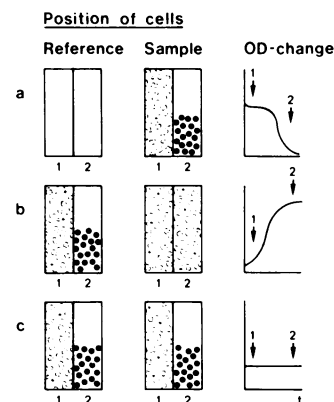 Position of cells
Reference Sample OD-change
a
1 2 1 2 1 2
b
1 2 1 2 1 2
c
1 2 1 2 1 2
t